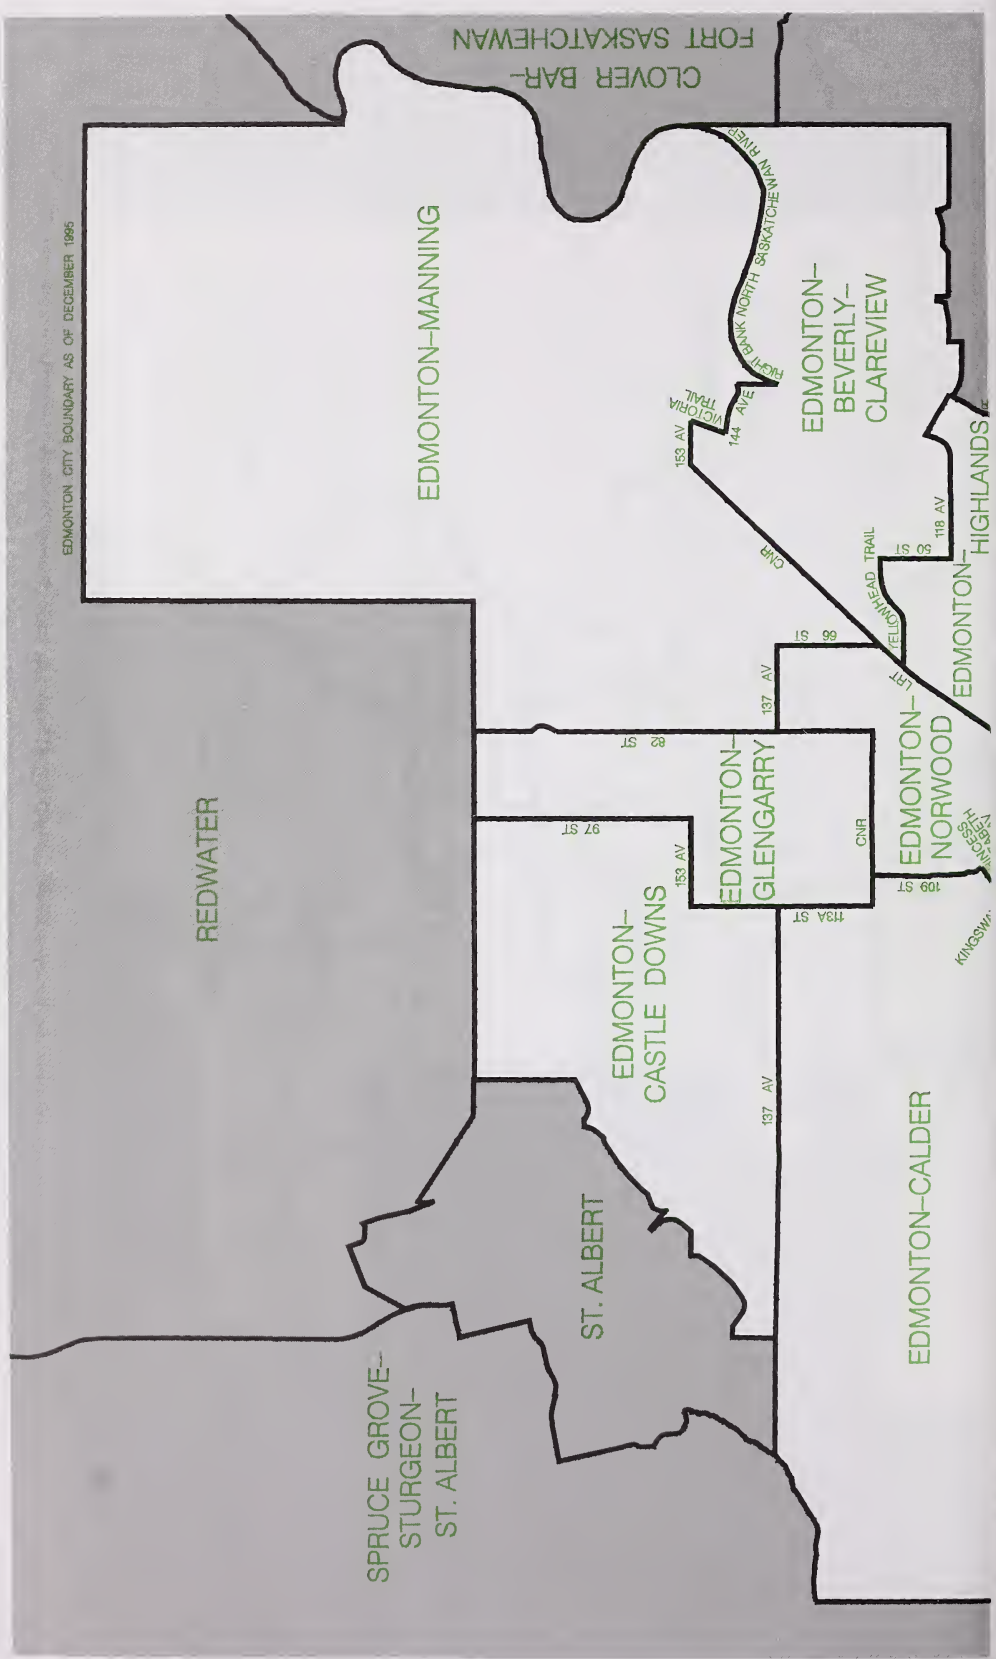 EDMONTON CITY BOUNDARY AS OF DECEMBER 1995
CLOVER BAR–
FORT SASKATCHEWAN
EDMONTON–MANNING
RIGHT BANK NORTH SASKATCHEWAN RIVER
VICTORIA
TRAIL
153 AV
144 AVE
EDMONTON–
BEVERLY–
CLAREVIEW
CNR
66 ST
137 AV
YELLOWHEAD TRAIL
50 ST
118 AV
LRT
EDMONTON–
HIGHLANDS
REDWATER
82 ST
97 ST
153 AV
EDMONTON–
GLENGARRY
CNR
113A ST
EDMONTON–
NORWOOD
109 ST
EDMONTON–
CASTLE DOWNS
137 AV
EDMONTON–CALDER
ST. ALBERT
SPRUCE GROVE–
STURGEON–
ST. ALBERT